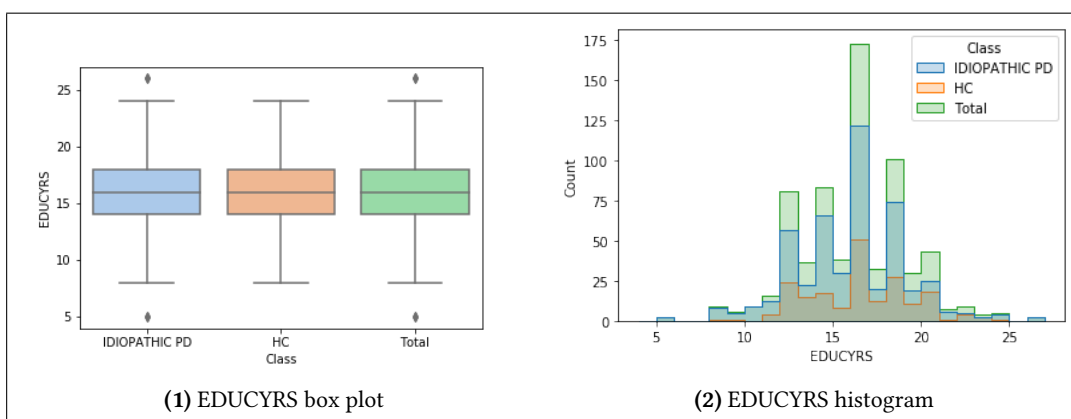 25
20
15
10
5
EDUCYRS
IDIOPATHIC PD HC Total
Class
(1) EDUCYRS box plot
175
150
125
100
75
50
25
0
Count
Class
IDIOPATHIC PD
HC
Total
5 10 15 20 25
EDUCYRS
(2) EDUCYRS histogram